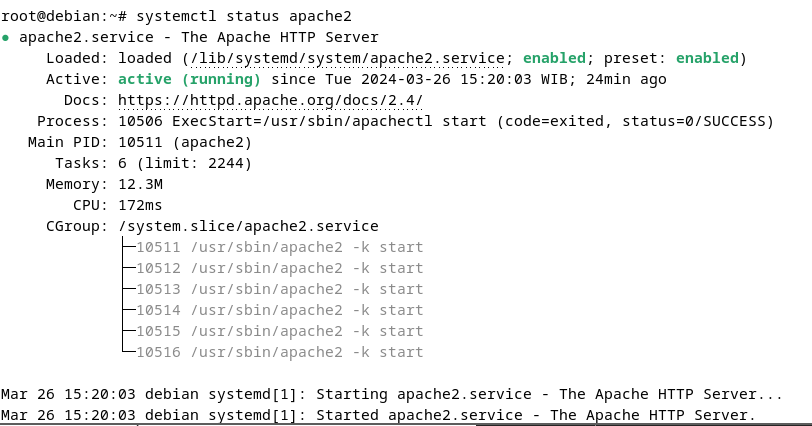 root@debian:~# systemctl status apache2
● apache2.service - The Apache HTTP Server
     Loaded: loaded (/lib/systemd/system/apache2.service; enabled; preset: enabled)
     Active: active (running) since Tue 2024-03-26 15:20:03 WIB; 24min ago
       Docs: https://httpd.apache.org/docs/2.4/
    Process: 10506 ExecStart=/usr/sbin/apachectl start (code=exited, status=0/SUCCESS)
   Main PID: 10511 (apache2)
      Tasks: 6 (limit: 2244)
     Memory: 12.3M
        CPU: 172ms
     CGroup: /system.slice/apache2.service
             ├─10511 /usr/sbin/apache2 -k start
             ├─10512 /usr/sbin/apache2 -k start
             ├─10513 /usr/sbin/apache2 -k start
             ├─10514 /usr/sbin/apache2 -k start
             ├─10515 /usr/sbin/apache2 -k start
             └─10516 /usr/sbin/apache2 -k start

Mar 26 15:20:03 debian systemd[1]: Starting apache2.service - The Apache HTTP Server...
Mar 26 15:20:03 debian systemd[1]: Started apache2.service - The Apache HTTP Server.